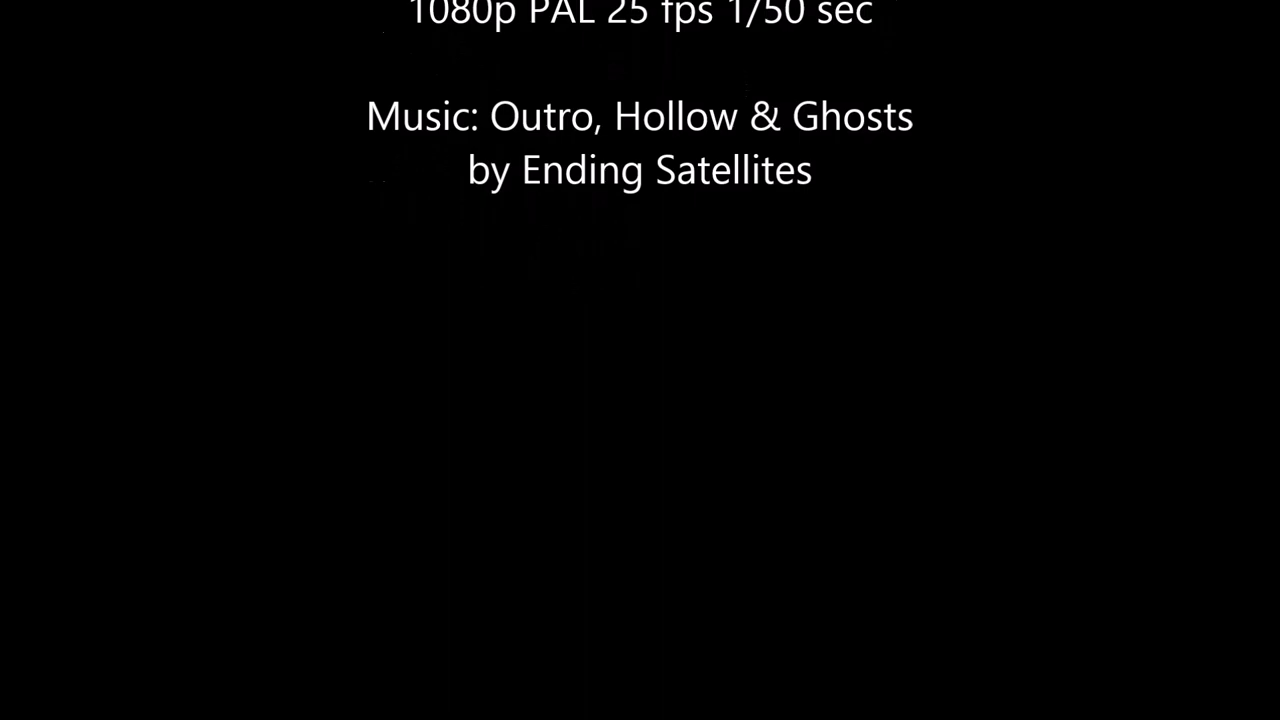 1080p PAL 25 fps 1/50 sec
Music: Outro, Hollow & Ghosts
by Ending Satellites